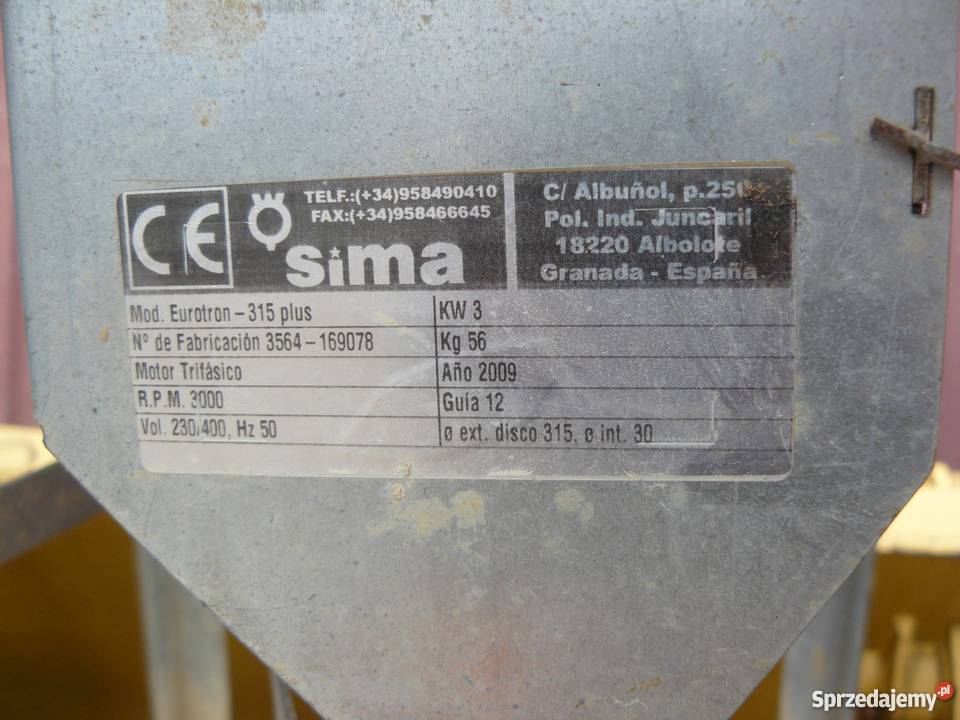 CE
TELF.:(+34)958490410
FAX:(+34)958466645
sima
C/ Albuñol, p.250
Pol. Ind. Juncaril
18220 Albolote
Granada - España
Mod. Eurotron - 315 plus
KW 3
Nº de Fabricación 3564 - 169078
Kg 56
Motor Trifásico
Año 2009
R.P.M. 3000
Guía 12
Vol. 230/400, Hz 50
ø ext. disco 315, ø int. 30
Sprzedajemy.pl